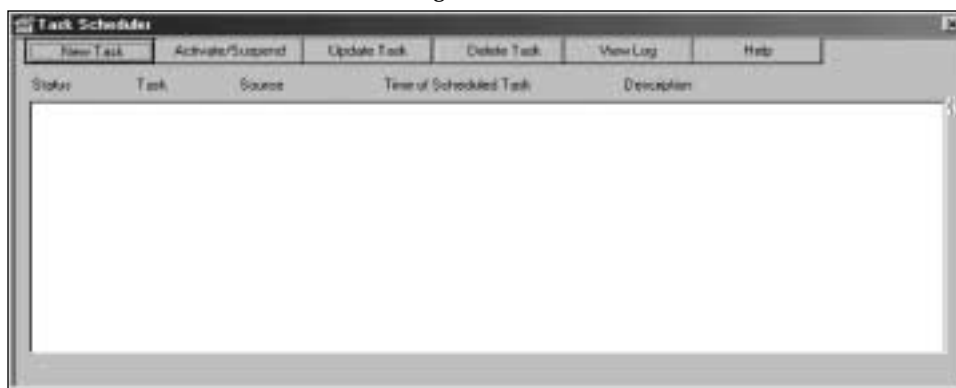 Task Scheduler
New Task Activate/Suspend Update Task Delete Task View Log Help
Status Task Source Time of Scheduled Task Description